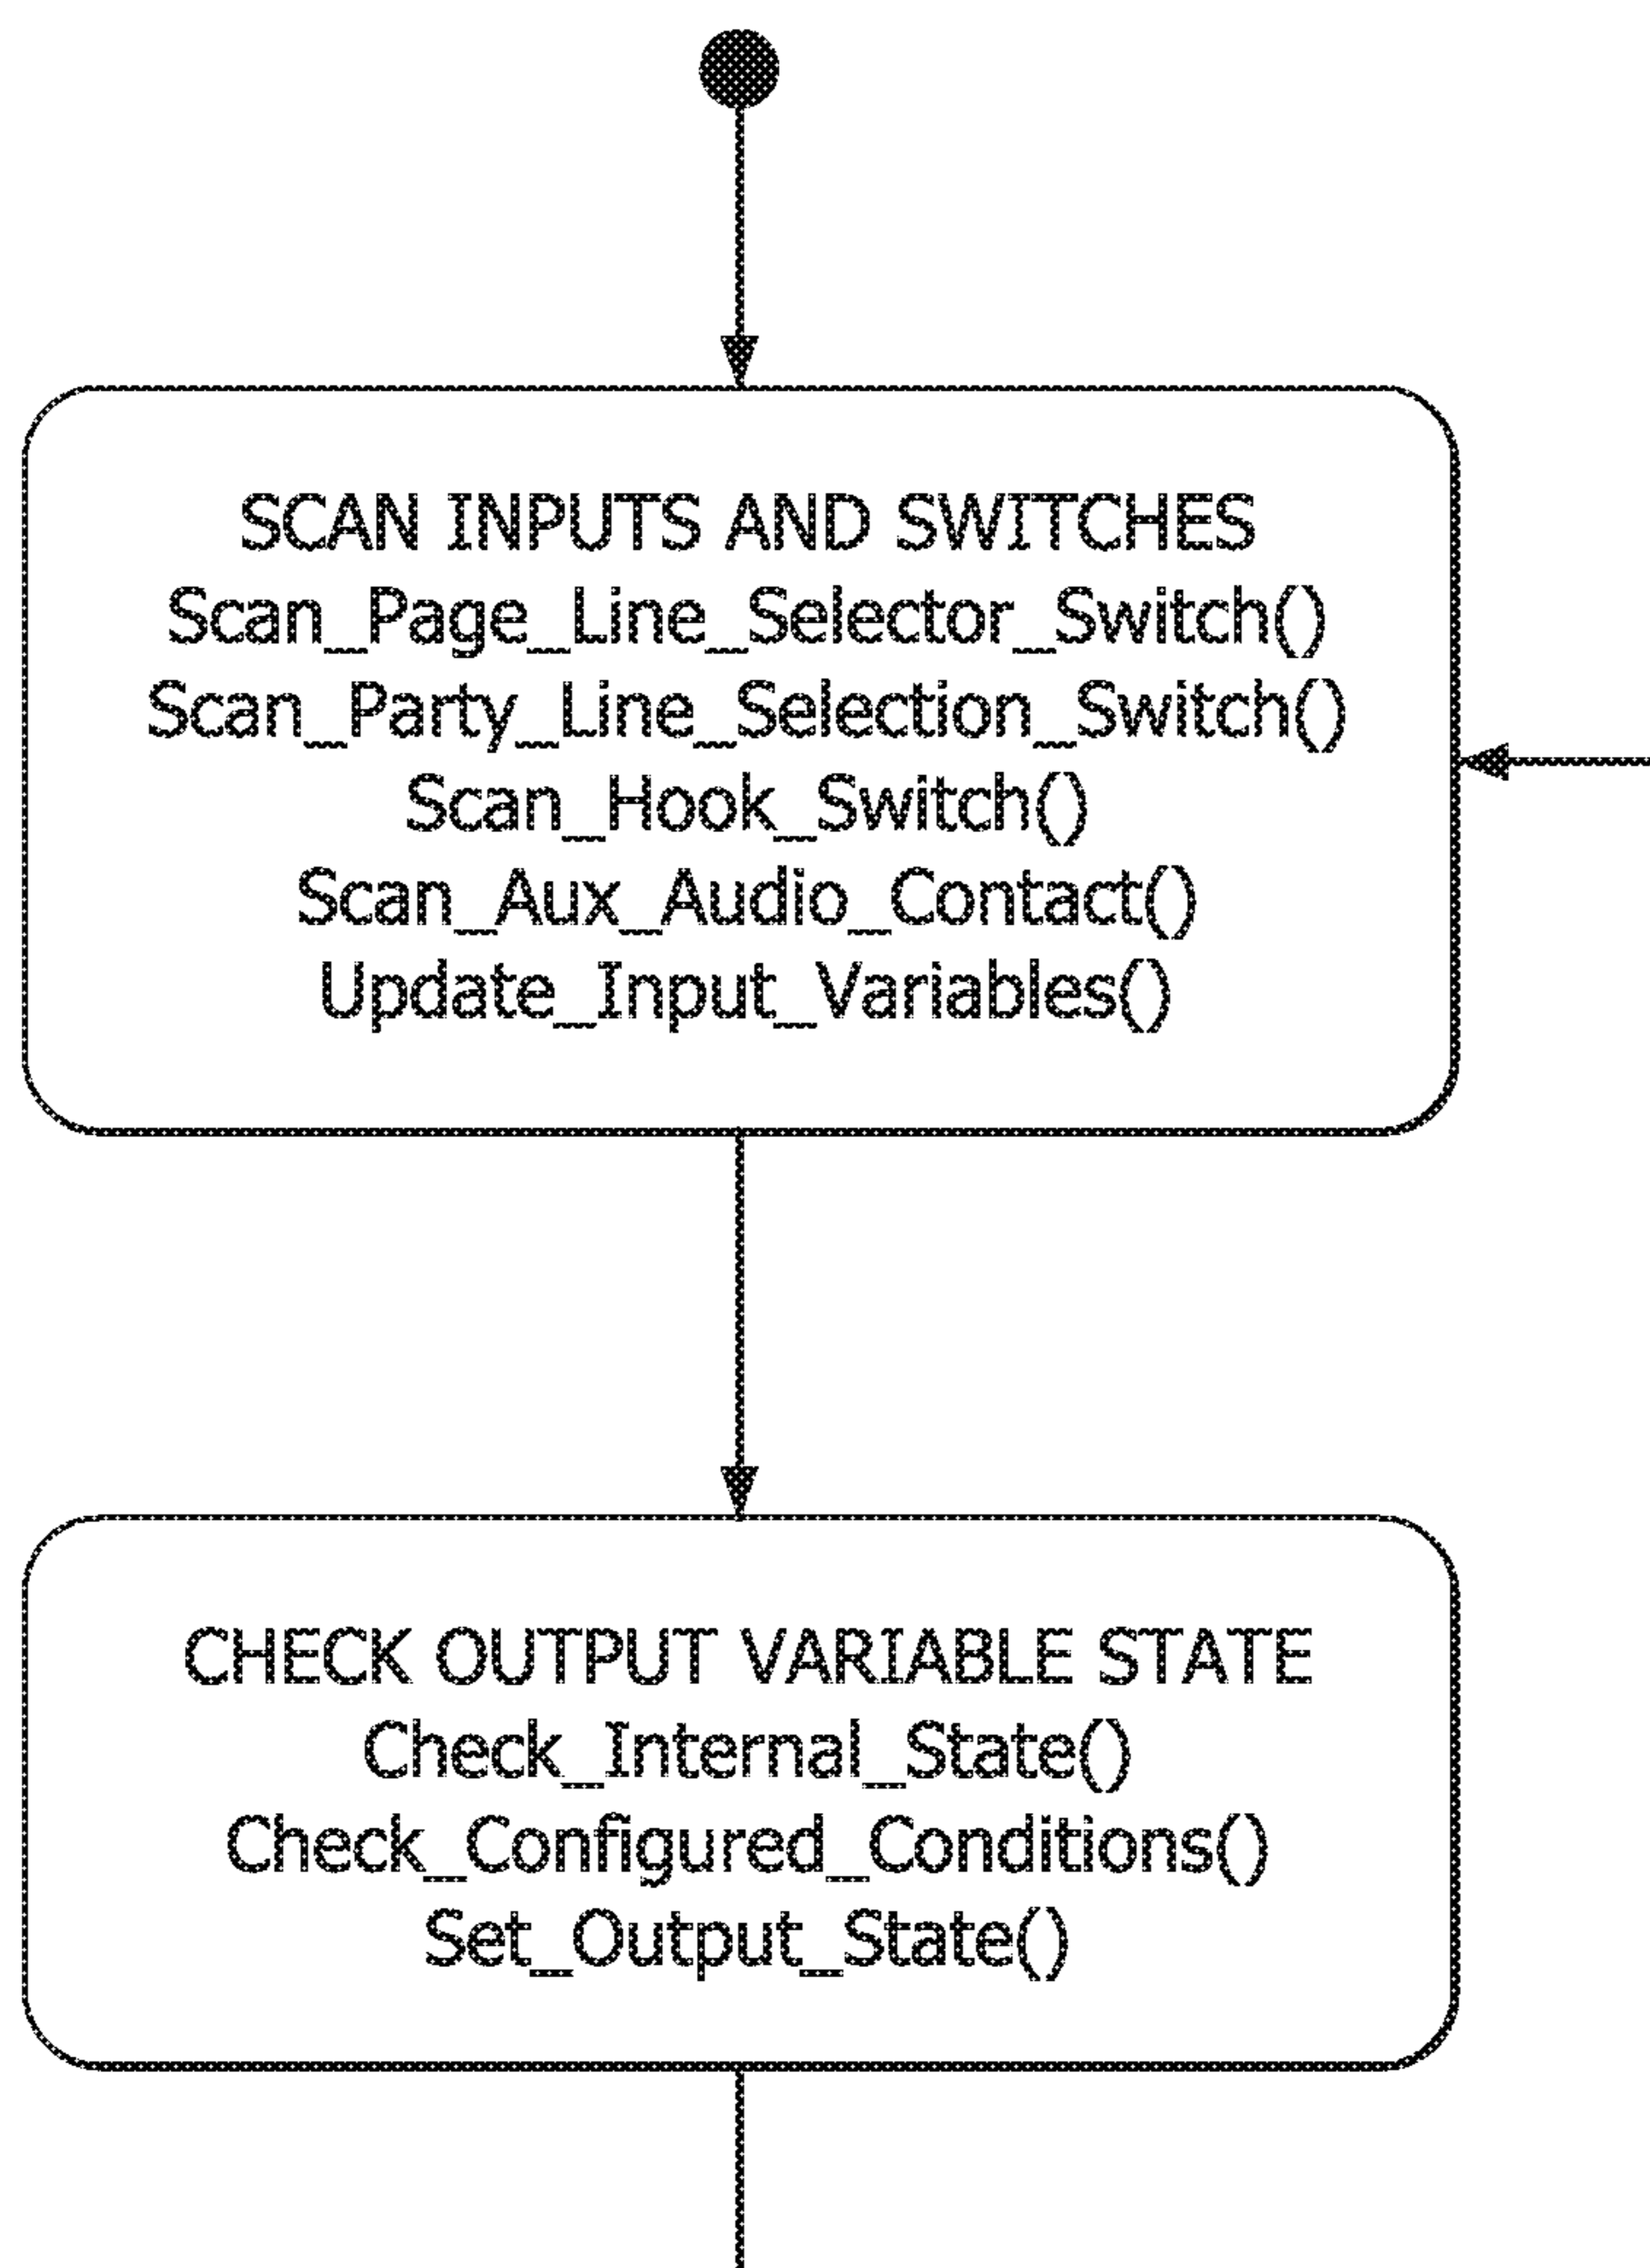 SCAN INPUTS AND SWITCHES
Scan_Page_Line_Selector_Switch()
Scan_Party_Line_Selection_Switch()
Scan_Hook_Switch()
Scan_Aux_Audio_Contact()
Update_Input_Variables()
CHECK OUTPUT VARIABLE STATE
Check_Internal_State()
Check_Configured_Conditions()
Set_Output_State()